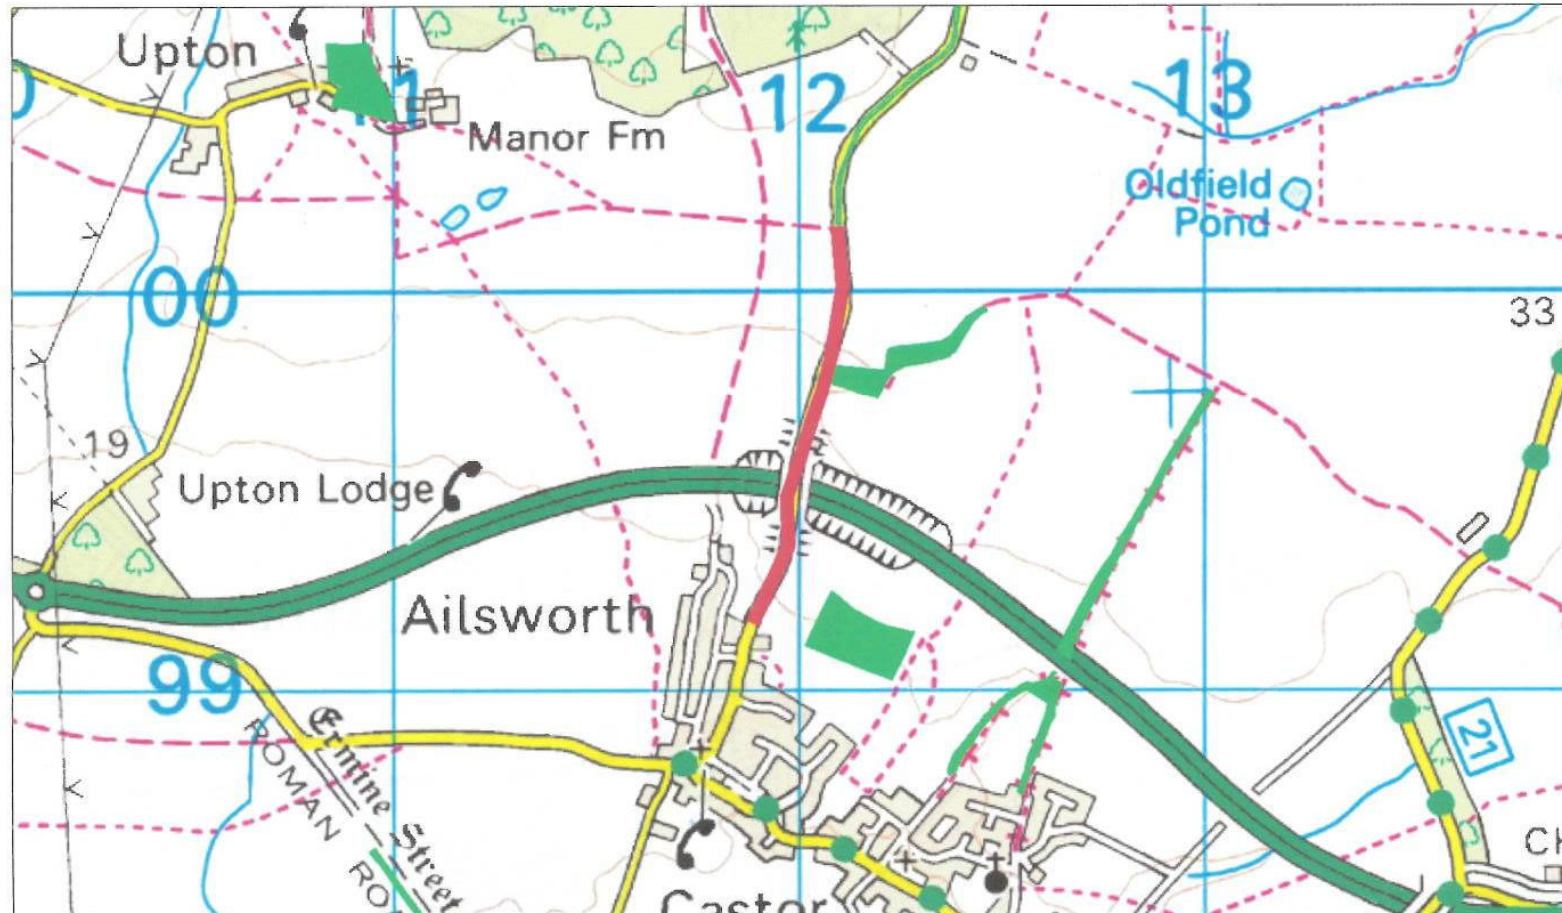 Upton
11
12
13
Manor Fm
Oldfield
Pond
00
33
19
Upton Lodge
Ailsworth
99
Ermine Street
ROMAN
21
Castor